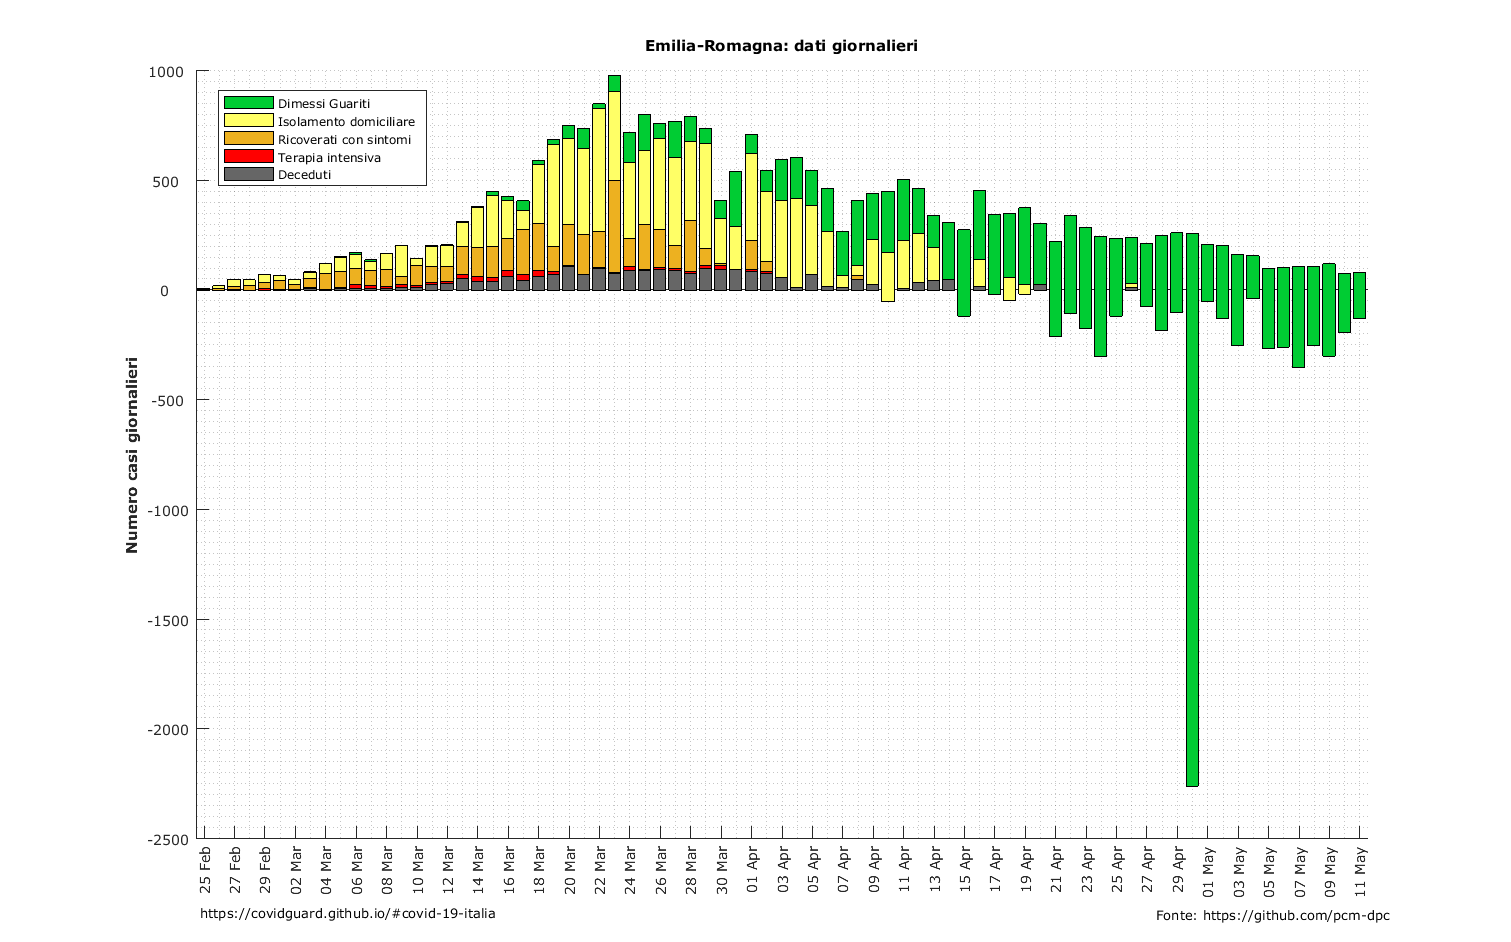 Emilia-Romagna: dati giornalieri
Dimessi Guariti
Isolamento domiciliare
Ricoverati con sintomi
Terapia intensiva
Deceduti
Numero casi giornalieri
1000
500
0
-500
-1000
-1500
-2000
-2500
25 Feb
27 Feb
29 Feb
02 Mar
04 Mar
06 Mar
08 Mar
10 Mar
12 Mar
14 Mar
16 Mar
18 Mar
20 Mar
22 Mar
24 Mar
26 Mar
28 Mar
30 Mar
01 Apr
03 Apr
05 Apr
07 Apr
09 Apr
11 Apr
13 Apr
15 Apr
17 Apr
19 Apr
21 Apr
23 Apr
25 Apr
27 Apr
29 Apr
01 May
03 May
05 May
07 May
09 May
11 May
https://covidguard.github.io/#covid-19-italia
Fonte: https://github.com/pcm-dpc